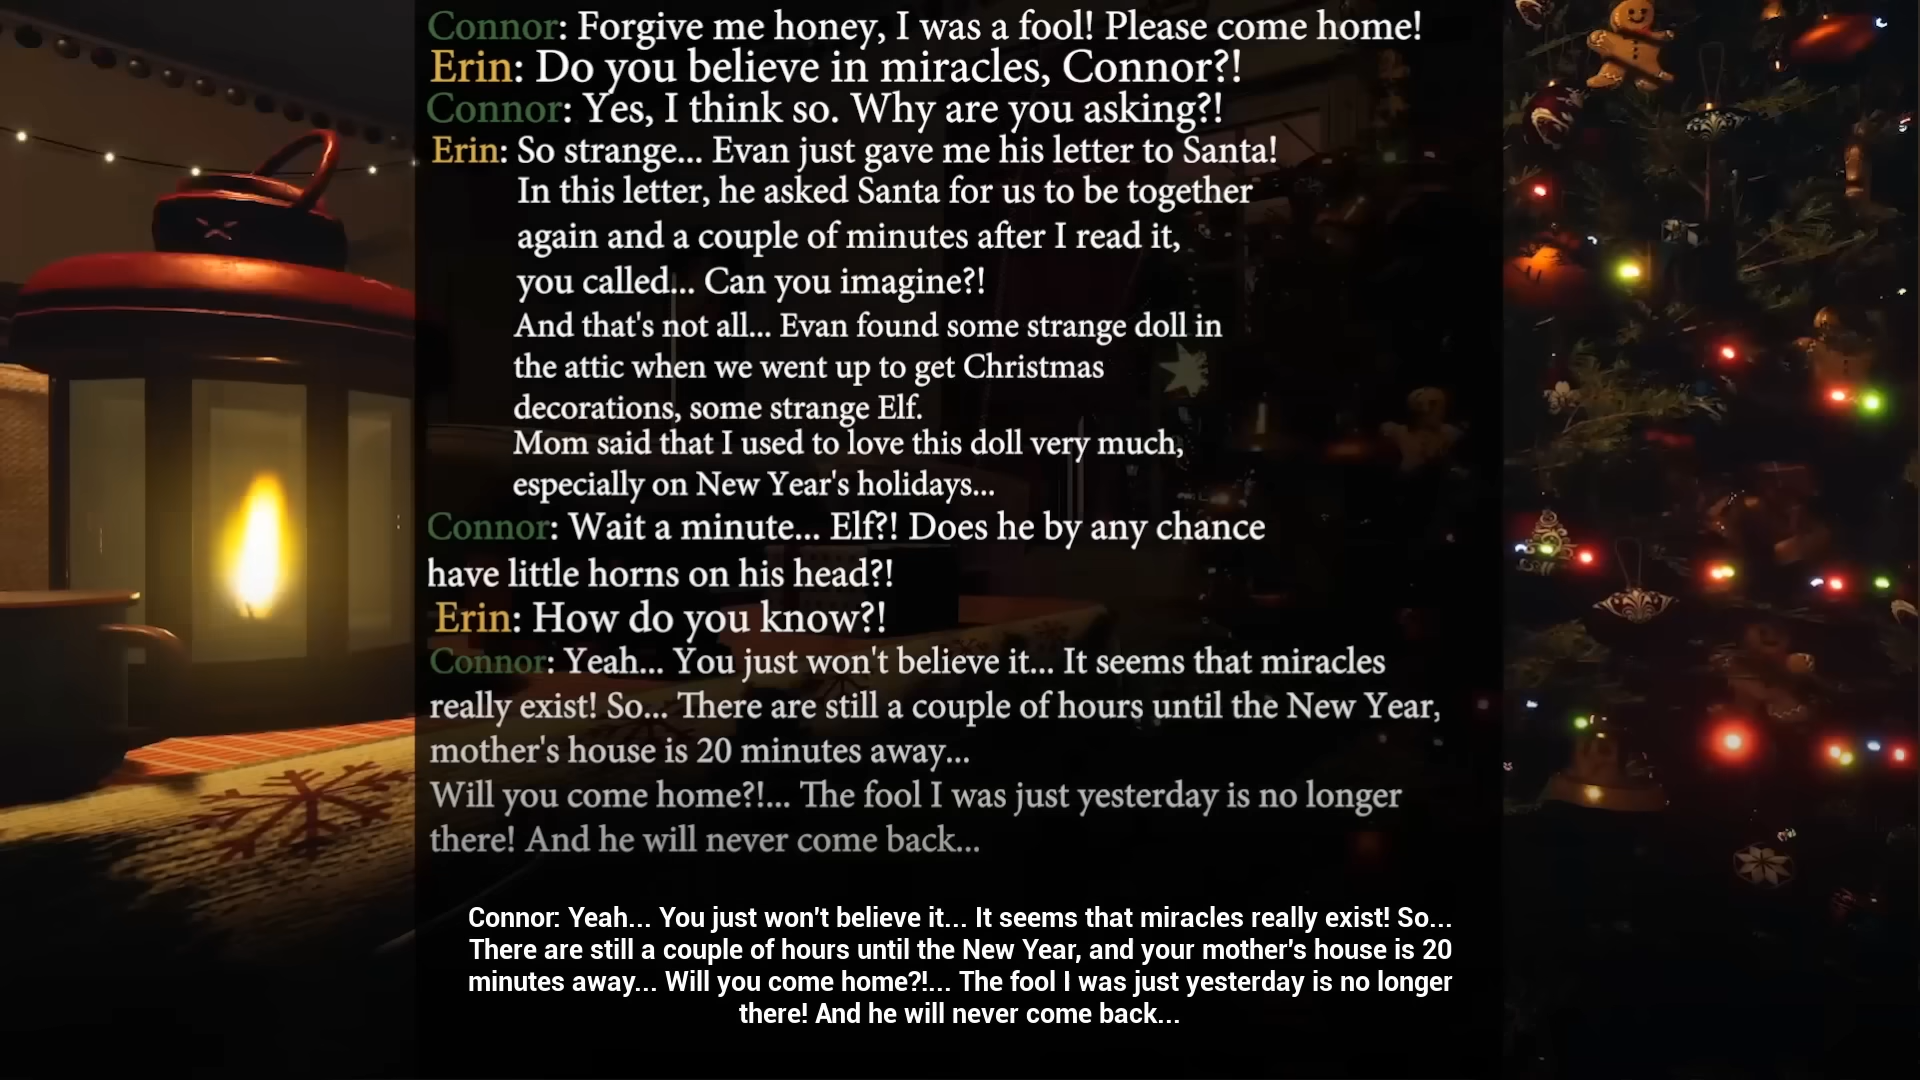 Connor: Forgive me honey, I was a fool! Please come home!
Erin: Do you believe in miracles, Connor?!
Connor: Yes, I think so. Why are you asking?!
Erin: So strange... Evan just gave me his letter to Santa!
In this letter, he asked Santa for us to be together
again and a couple of minutes after I read it,
you called... Can you imagine?!
And that's not all... Evan found some strange doll in
the attic when we went up to get Christmas
decorations, some strange Elf.
Mom said that I used to love this doll very much,
especially on New Year's holidays...
Connor: Wait a minute... Elf?! Does he by any chance
have little horns on his head?!
Erin: How do you know?!
Connor: Yeah... You just won't believe it... It seems that miracles
really exist! So... There are still a couple of hours until the New Year,
mother's house is 20 minutes away...
Will you come home?!... The fool I was just yesterday is no longer
there! And he will never come back...
Connor: Yeah... You just won't believe it... It seems that miracles really exist! So...
There are still a couple of hours until the New Year, and your mother's house is 20
minutes away... Will you come home?!... The fool I was just yesterday is no longer
there! And he will never come back...